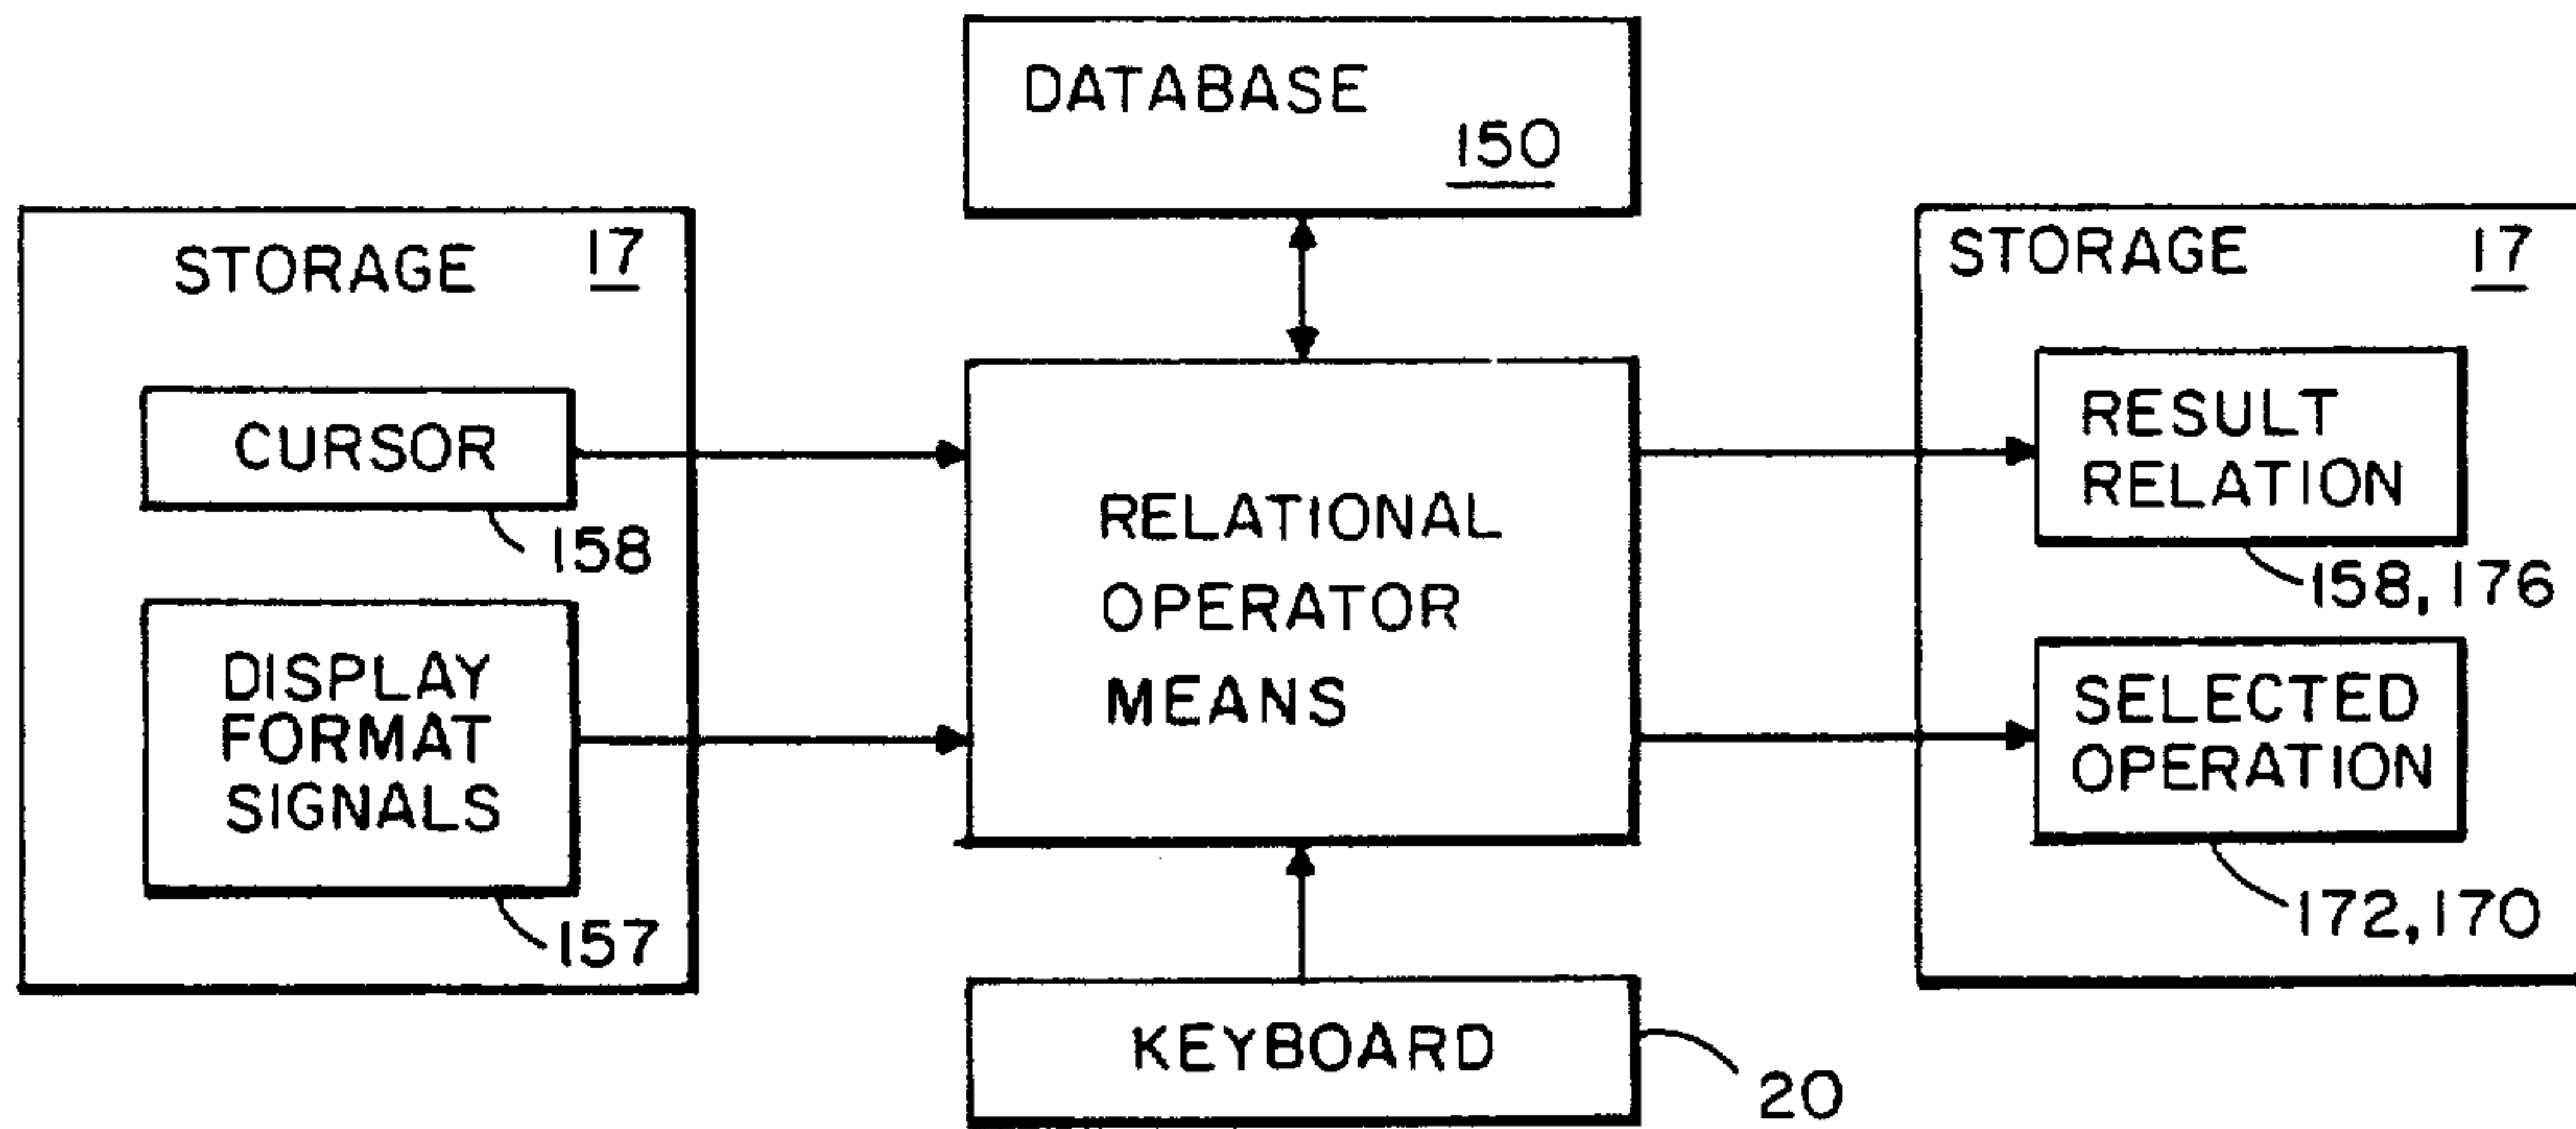 DATABASE
150
STORAGE 17
CURSOR
158
DISPLAY
FORMAT
SIGNALS
157
RELATIONAL
OPERATOR
MEANS
KEYBOARD
20
STORAGE 17
RESULT
RELATION
158, 176
SELECTED
OPERATION
172, 170